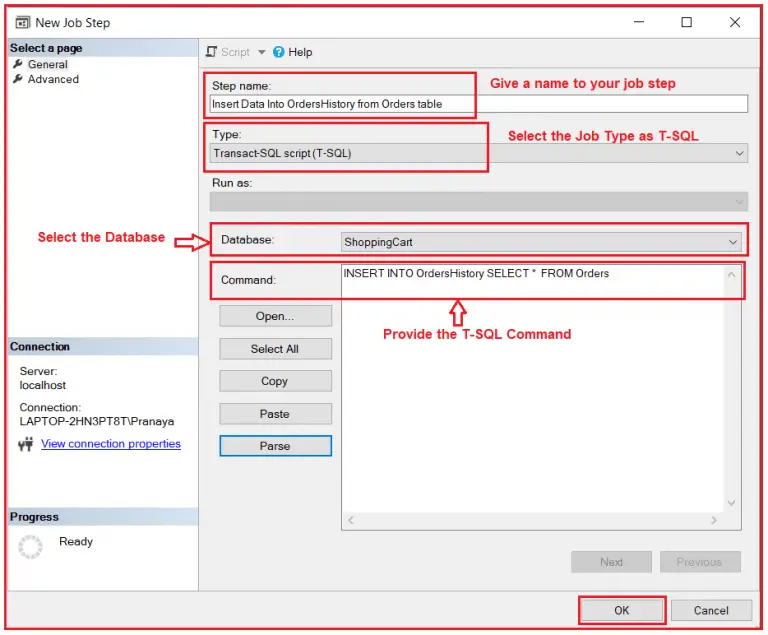 New Job Step
Select a page
General
Advanced
Script
Help
Step name:
Give a name to your job step
Insert Data Into OrdersHistory from Orders table
Type:
Select the Job Type as T-SQL
Transact-SQL script (T-SQL)
Run as:
Select the Database
Database:
ShoppingCart
Command:
INSERT INTO OrdersHistory SELECT * FROM Orders
Provide the T-SQL Command
Open...
Select All
Copy
Paste
Parse
Connection
Server:
localhost
Connection:
LAPTOP-2HN3PT8T\Pranaya
View connection properties
Progress
Ready
Next
Previous
OK
Cancel